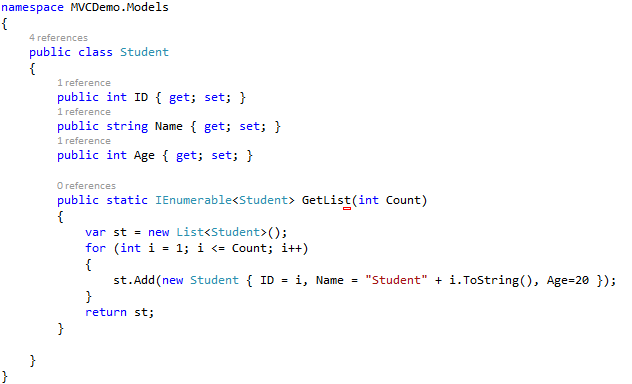 namespace MVCDemo.Models
{
4 references
public class Student
{
1 reference
public int ID { get; set; }
1 reference
public string Name { get; set; }
1 reference
public int Age { get; set; }
0 references
public static IEnumerable<Student> GetList(int Count)
{
var st = new List<Student>();
for (int i = 1; i <= Count; i++)
{
st.Add(new Student { ID = i, Name = "Student" + i.ToString(), Age=20 });
}
return st;
}
}
}